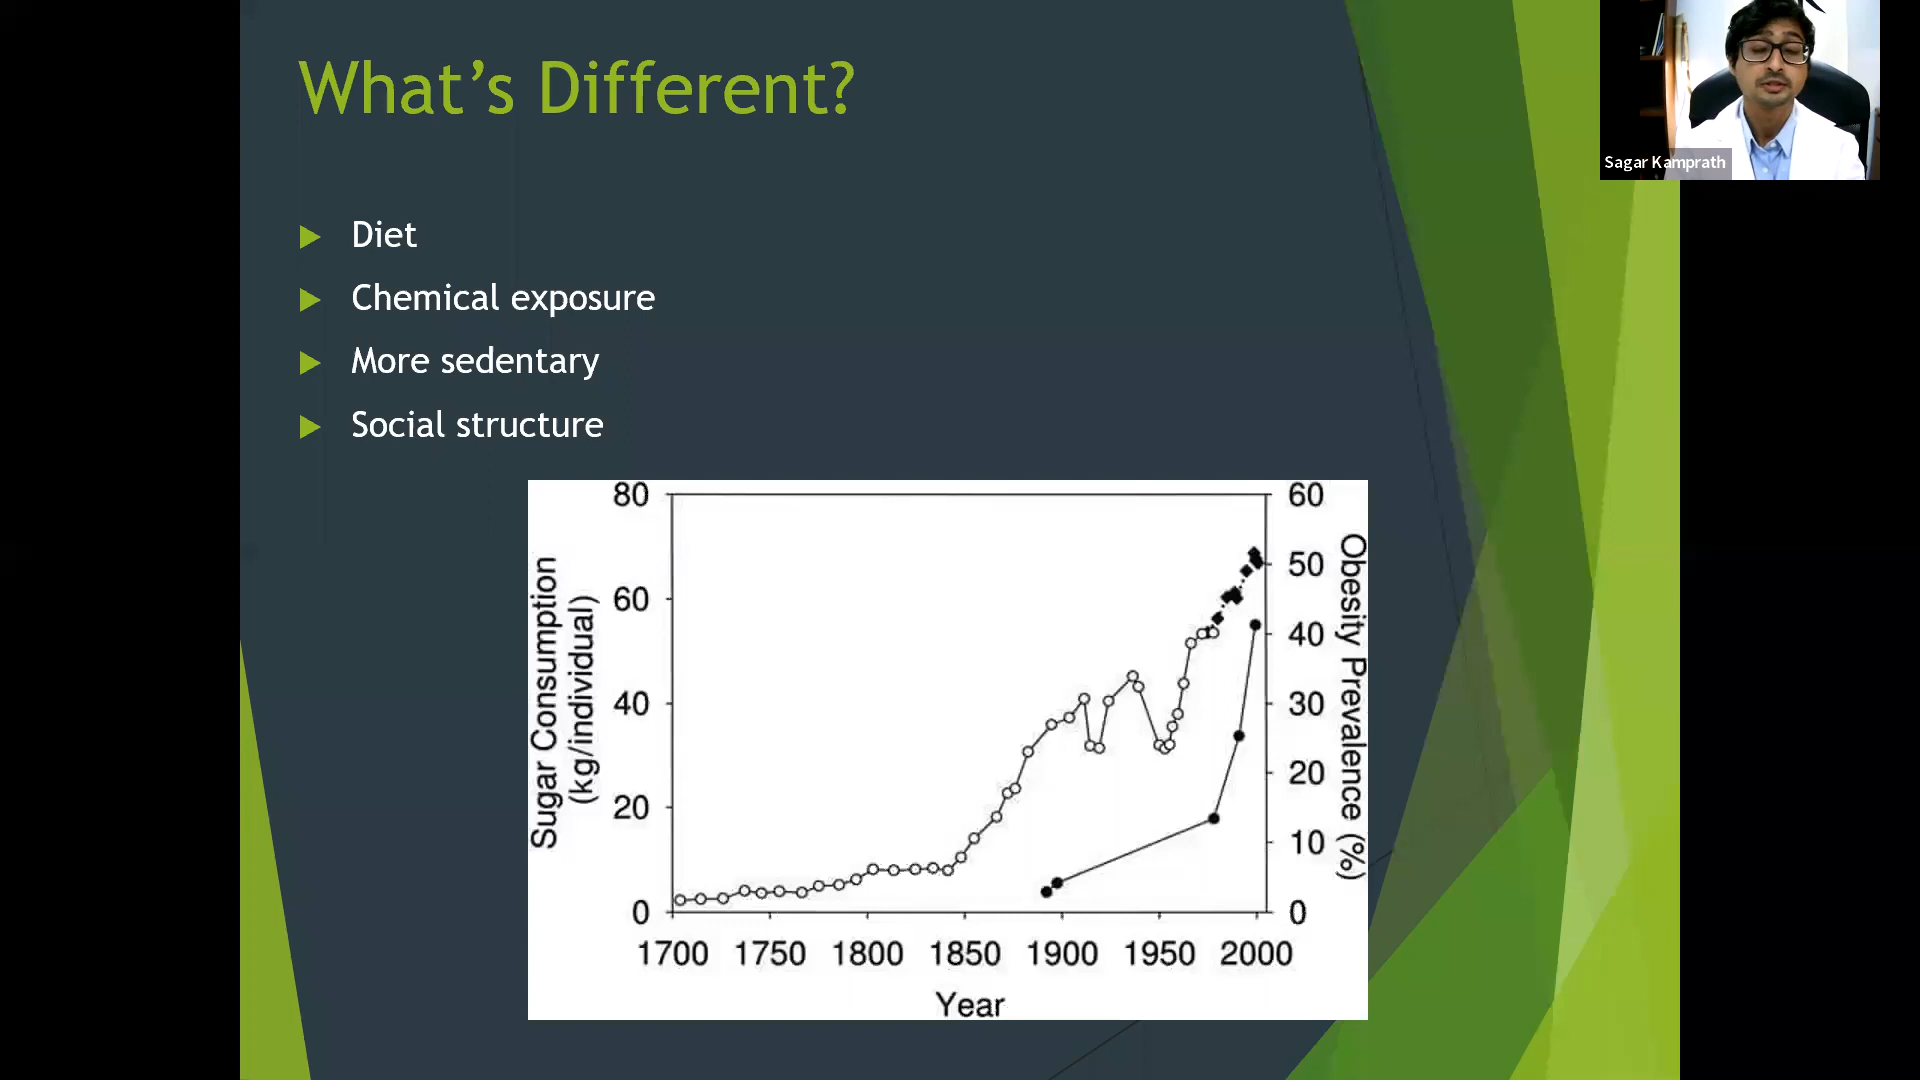 What's Different?
Sagar Kamprath
Diet
Chemical exposure
More sedentary
Social structure
80
60
40
20
0
Sugar Consumption
(kg/individual)
60
50
40
30
20
10
0
Obesity Prevalence (%)
1700 1750 1800 1850 1900 1950 2000
Year